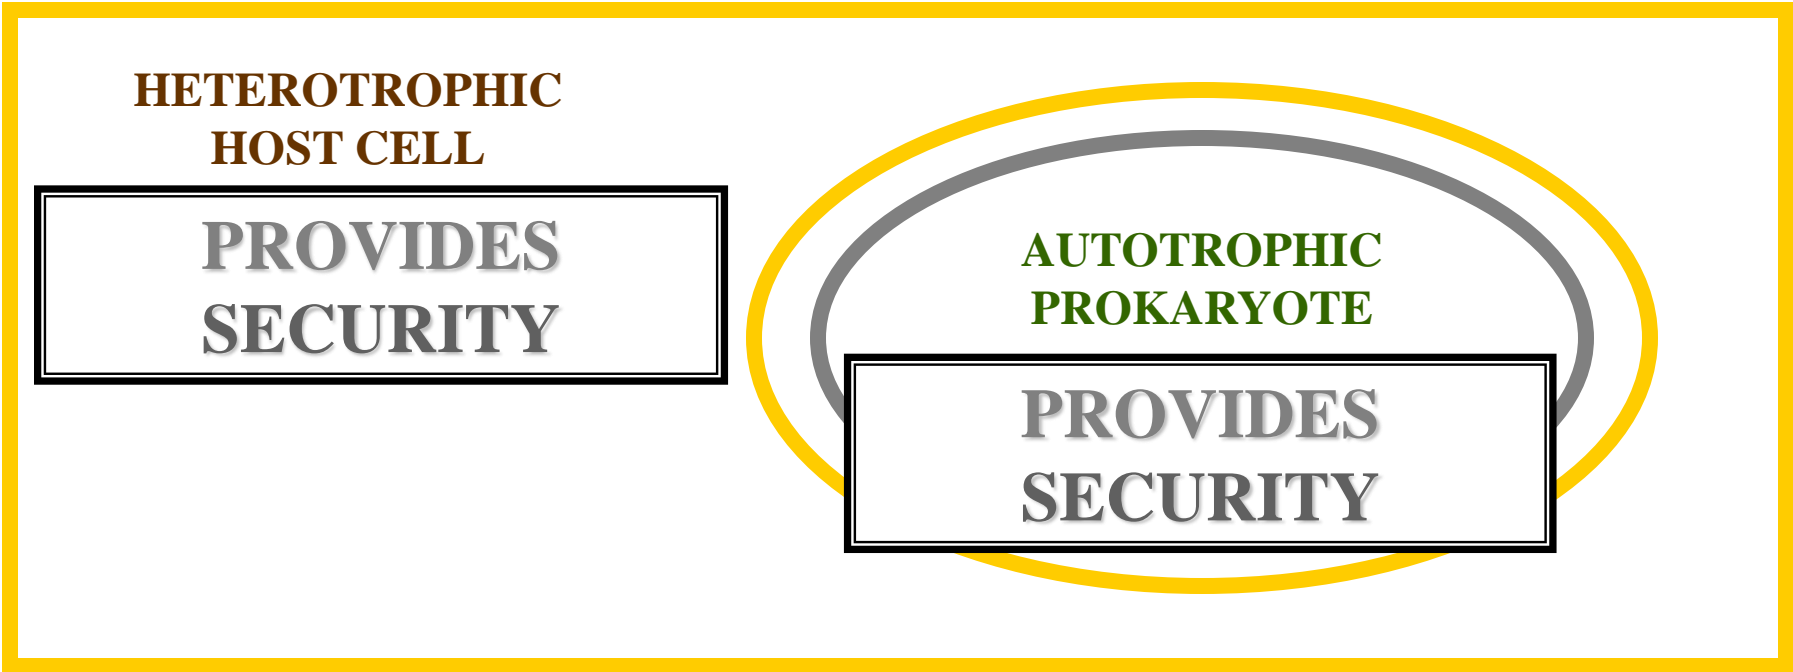 HETEROTROPHIC
HOST CELL
PROVIDES
SECURITY
AUTOTROPHIC
PROKARYOTE
PROVIDES
SECURITY